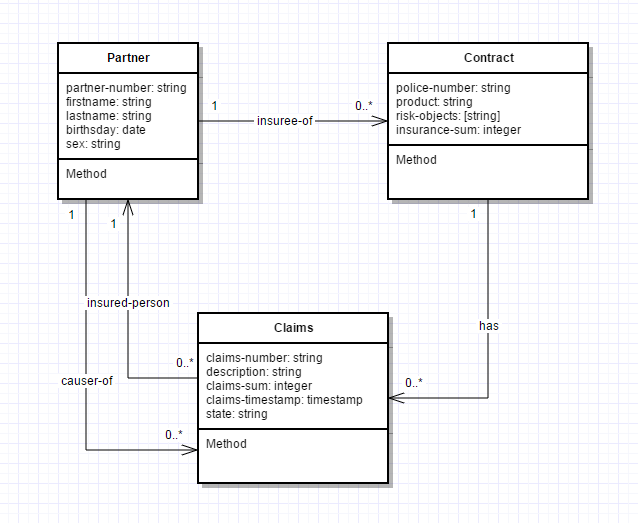 Partner
partner-number: string
firstname: string
lastname: string
birthsday: date
sex: string
Method
1
insuree-of
0..*
Contract
police-number: string
product: string
risk-objects: [string]
insurance-sum: integer
Method
1
1
1
insured-person
has
causer-of
0..*
0..*
0..*
Claims
claims-number: string
description: string
claims-sum: integer
claims-timestamp: timestamp
state: string
Method